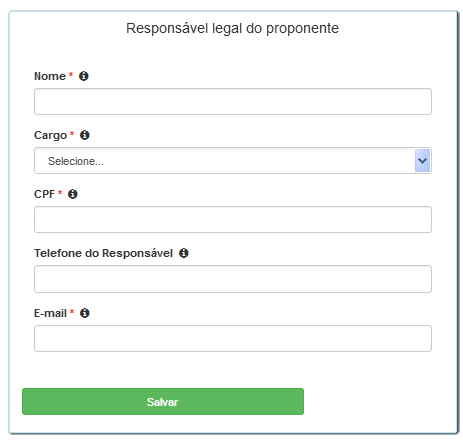 Responsável legal do proponente
Nome *
Cargo *
Selecione...
CPF *
Telefone do Responsável
E-mail *
Salvar